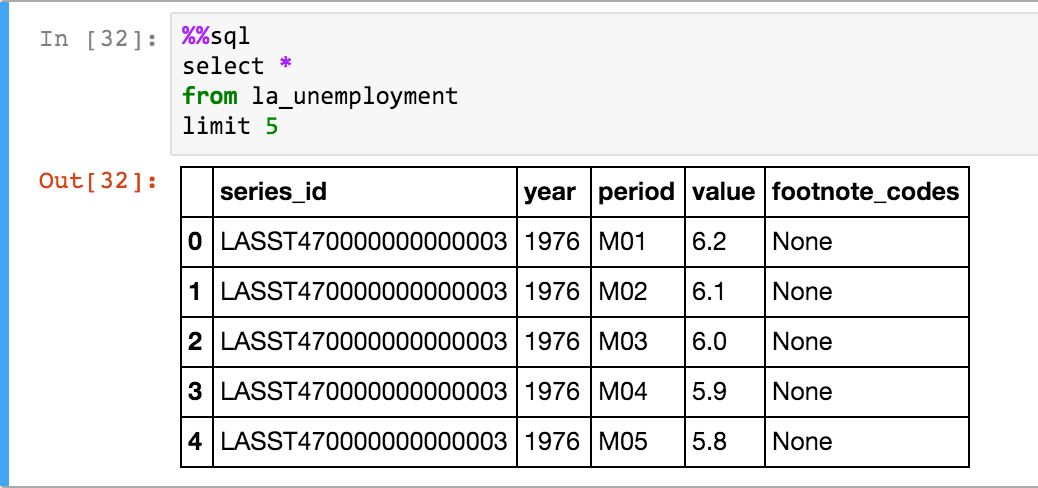 In [32]:
%%sql
select *
from la_unemployment
limit 5
Out[32]:
series_id year period value footnote_codes
0 LASST470000000000003 1976 M01 6.2 None
1 LASST470000000000003 1976 M02 6.1 None
2 LASST470000000000003 1976 M03 6.0 None
3 LASST470000000000003 1976 M04 5.9 None
4 LASST470000000000003 1976 M05 5.8 None